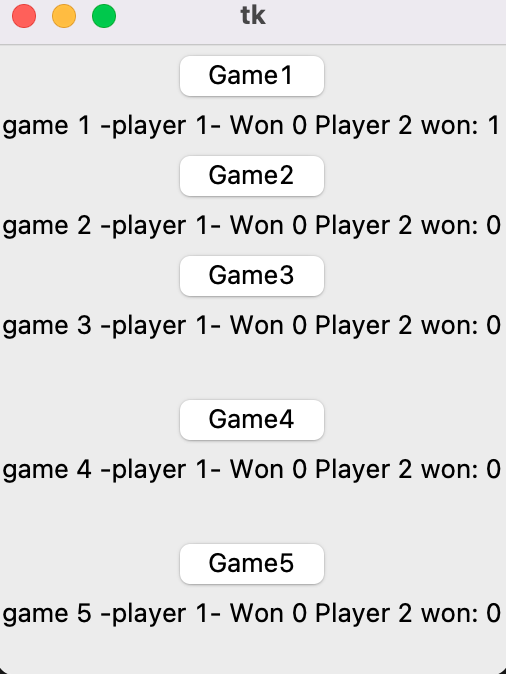 tk
Game1
game 1 -player 1- Won 0 Player 2 won: 1
Game2
game 2 -player 1- Won 0 Player 2 won: 0
Game3
game 3 -player 1- Won 0 Player 2 won: 0
Game4
game 4 -player 1- Won 0 Player 2 won: 0
Game5
game 5 -player 1- Won 0 Player 2 won: 0